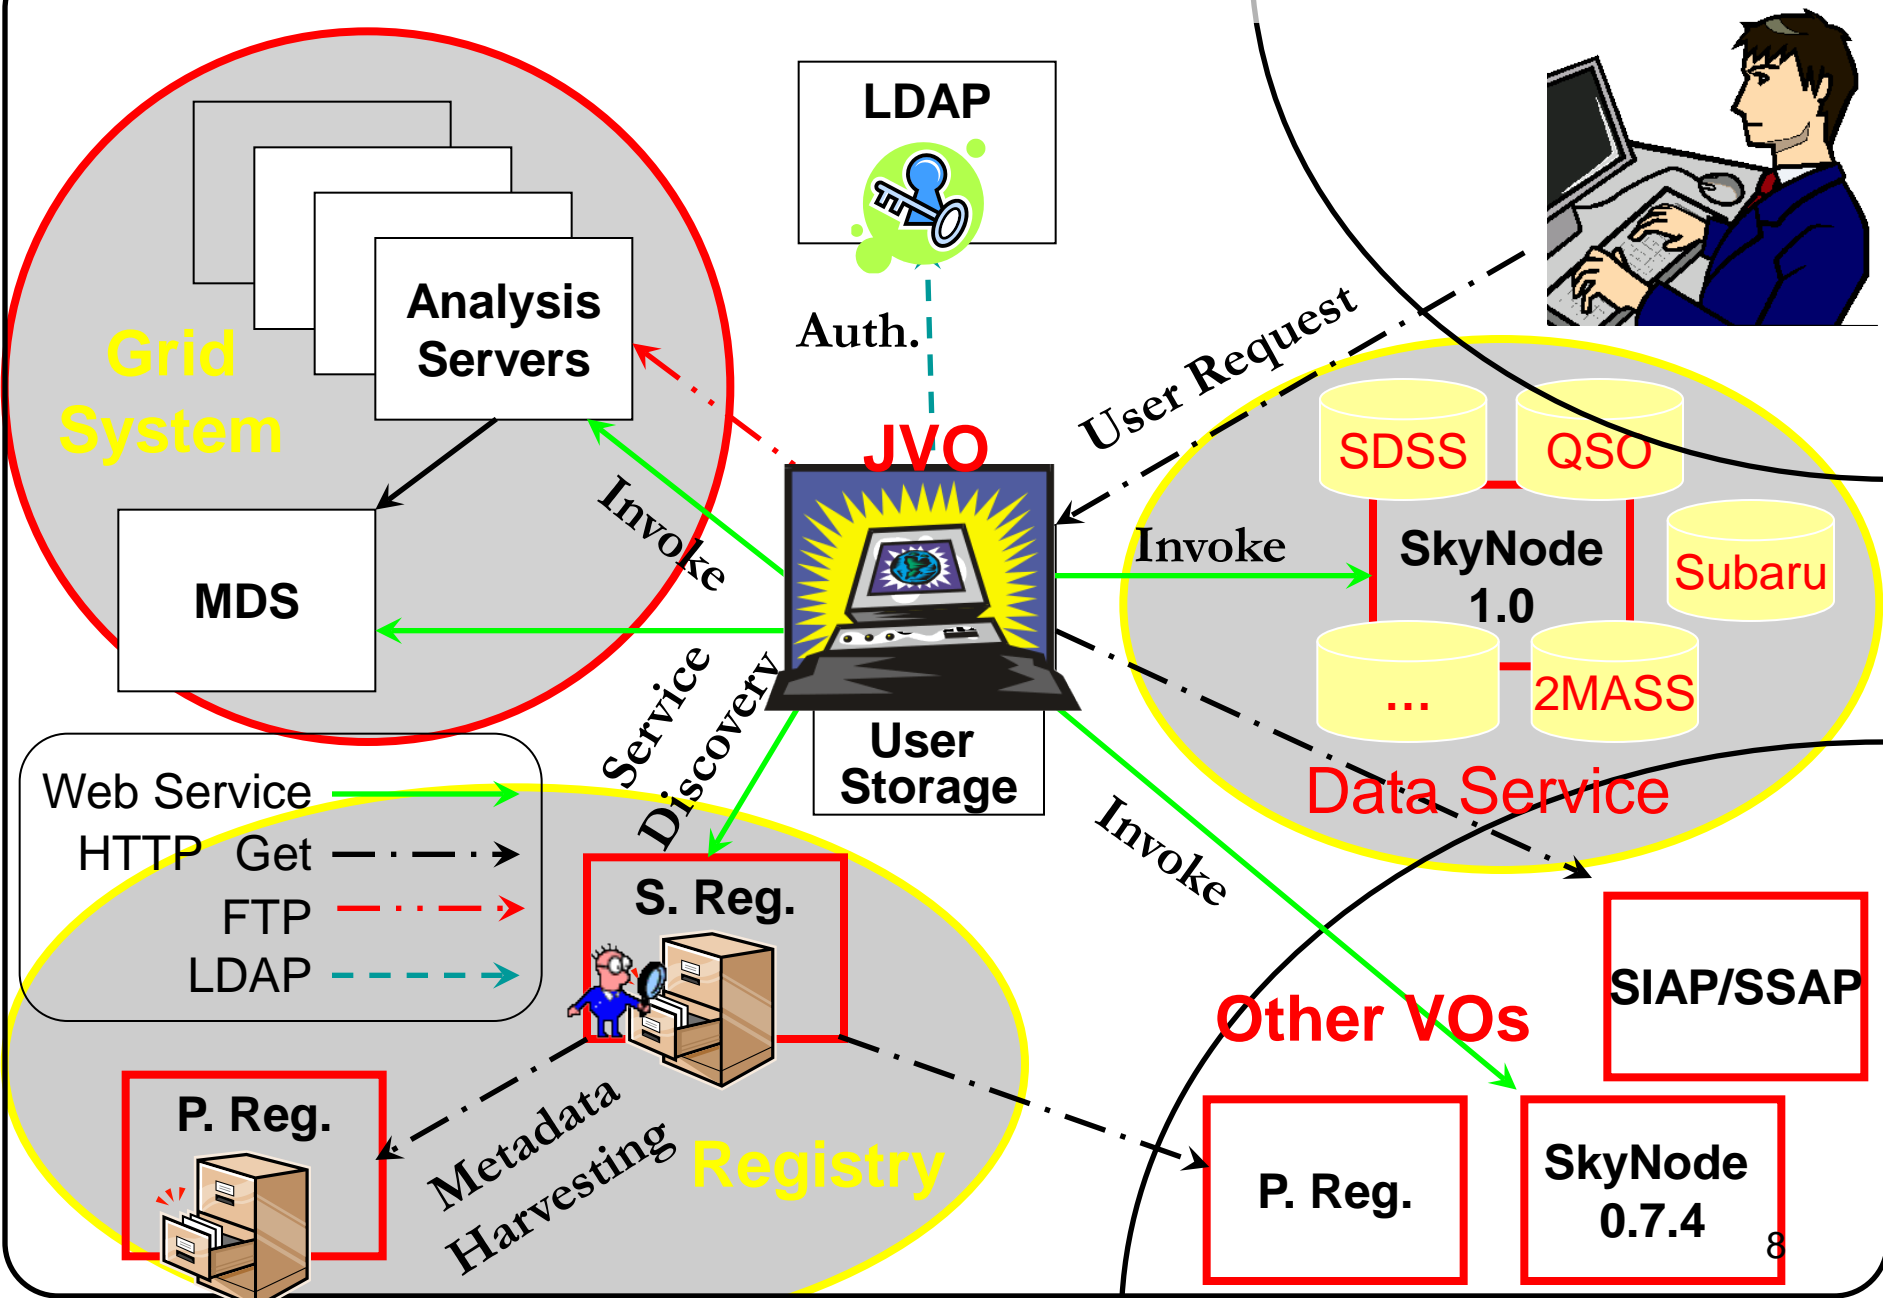 LDAP
Analysis
Servers
Grid
System
Auth.
User Request
JVO
SDSS
QSO
Invoke
Invoke
SkyNode
1.0
Subaru
MDS
...
2MASS
Service
Discovery
User
Storage
Data Service
Web Service
HTTP Get
FTP
LDAP
Invoke
S. Reg.
SIAP/SSAP
Other VOs
P. Reg.
Metadata
Harvesting
Registry
P. Reg.
SkyNode
0.7.4
8